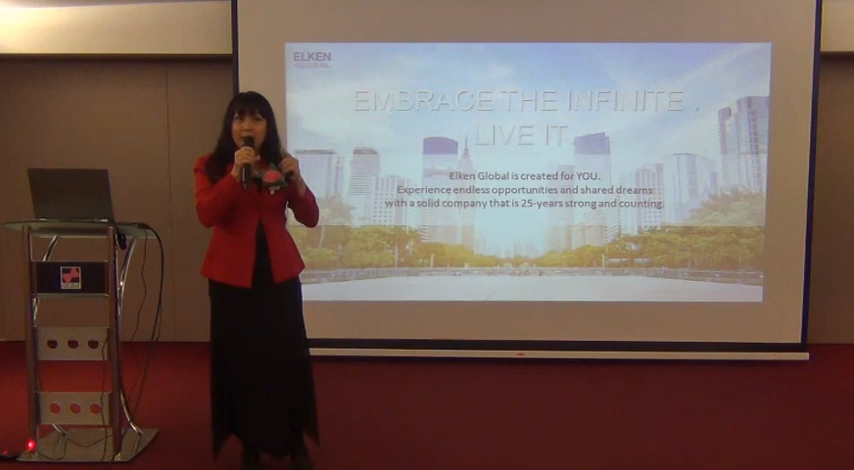 ELKEN
GLOBAL
EMBRACE THE INFINITE .
LIVE IT.
Elken Global is created for YOU.
Experience endless opportunities and shared dreams
with a solid company that is 25-years strong and counting.